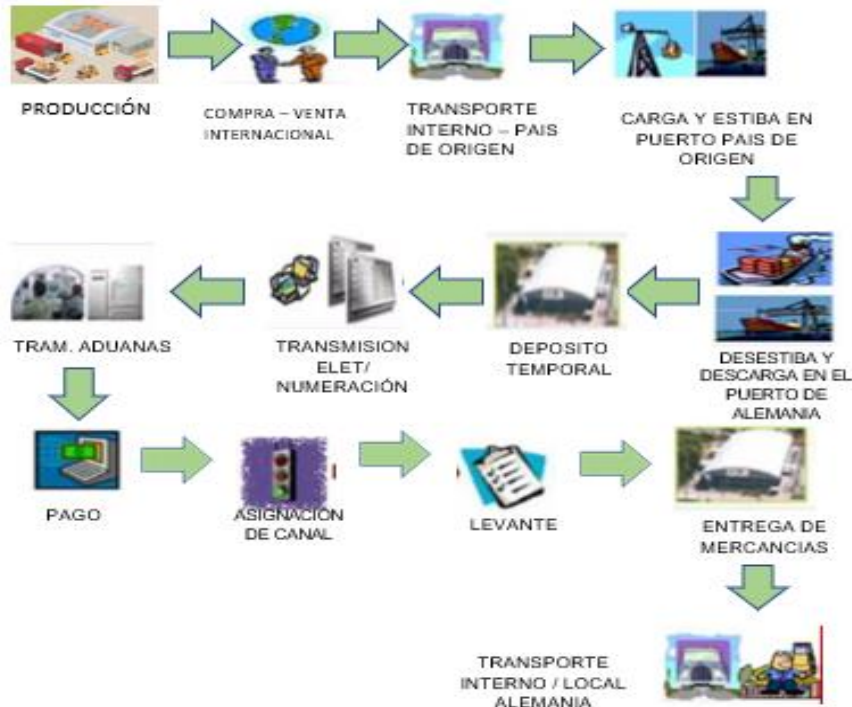 PRODUCCIÓN
COMPRA – VENTA
INTERNACIONAL
TRANSPORTE
INTERNO – PAIS
DE ORIGEN
CARGA Y ESTIBA EN
PUERTO PAIS DE
ORIGEN
DESESTIBA Y
DESCARGA EN EL
PUERTO DE
ALEMANIA
DEPOSITO
TEMPORAL
TRANSMISION
ELET/
NUMERACIÓN
TRAM. ADUANAS
PAGO
ASIGNACIÓN
DE CANAL
LEVANTE
ENTREGA DE
MERCANCIAS
TRANSPORTE
INTERNO / LOCAL
ALEMANIA